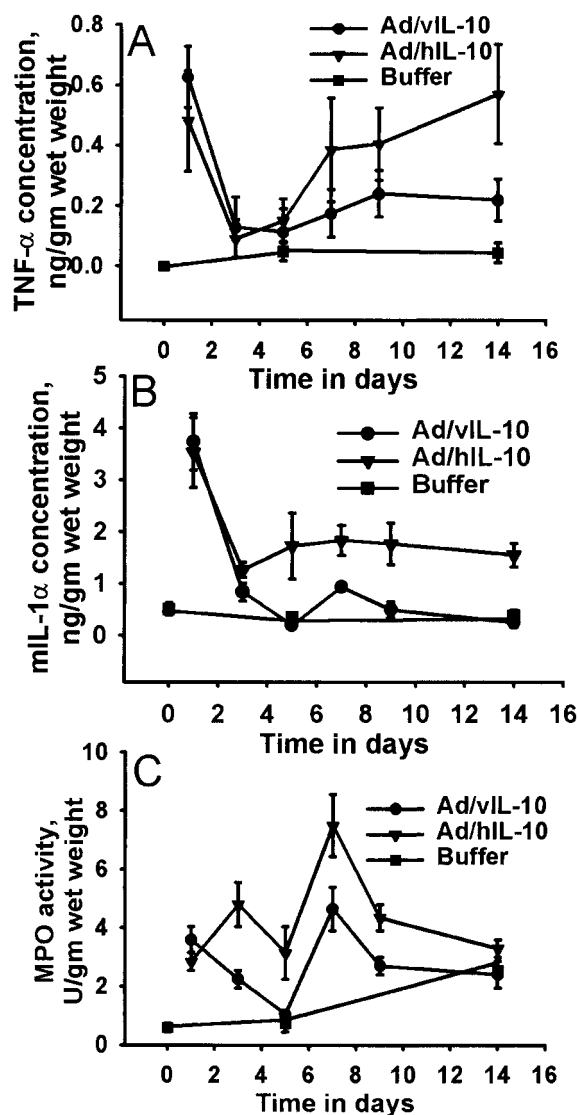 A
Ad/vIL-10
Ad/hIL-10
Buffer
TNF-α concentration,
ng/gm wet weight
0.8
0.6
0.4
0.2
0.0
0 2 4 6 8 10 12 14 16
Time in days
B
Ad/vIL-10
Ad/hIL-10
Buffer
mIL-1α concentration,
ng/gm wet weight
5
4
3
2
1
0
0 2 4 6 8 10 12 14 16
Time in days
C
Ad/vIL-10
Ad/hIL-10
Buffer
MPO activity,
U/gm wet weight
10
8
6
4
2
0
0 2 4 6 8 10 12 14 16
Time in days